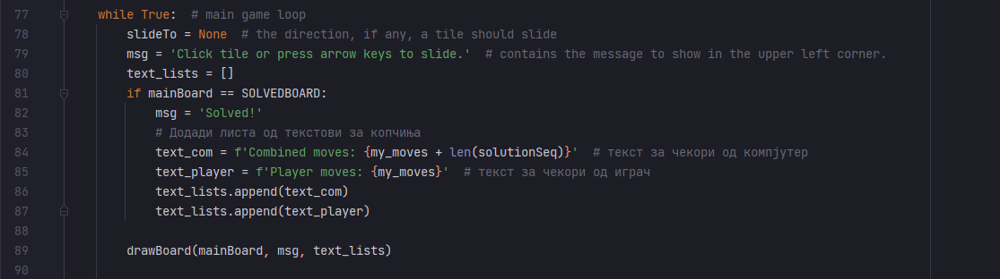 77 while True:  # main game loop
78 slideTo = None  # the direction, if any, a tile should slide
79 msg = 'Click tile or press arrow keys to slide.'  # contains the message to show in the upper left corner.
80 text_lists = []
81 if mainBoard == SOLVEDBOARD:
82 msg = 'Solved!'
83 # Додади листа од текстови за копчиња
84 text_com = f'Combined moves: {my_moves + len(solutionSeq)}'  # текст за чекори од компјутер
85 text_player = f'Player moves: {my_moves}'  # текст за чекори од играч
86 text_lists.append(text_com)
87 text_lists.append(text_player)
88
89 drawBoard(mainBoard, msg, text_lists)
90